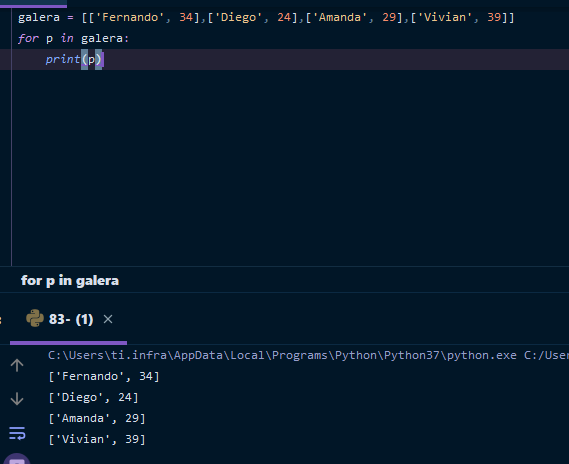 galera = [['Fernando', 34],['Diego', 24],['Amanda', 29],['Vivian', 39]]
for p in galera:
    print(p)
for p in galera
83- (1) ×
C:\Users\ti.infra\AppData\Local\Programs\Python\Python37\python.exe C:/User
['Fernando', 34]
['Diego', 24]
['Amanda', 29]
['Vivian', 39]